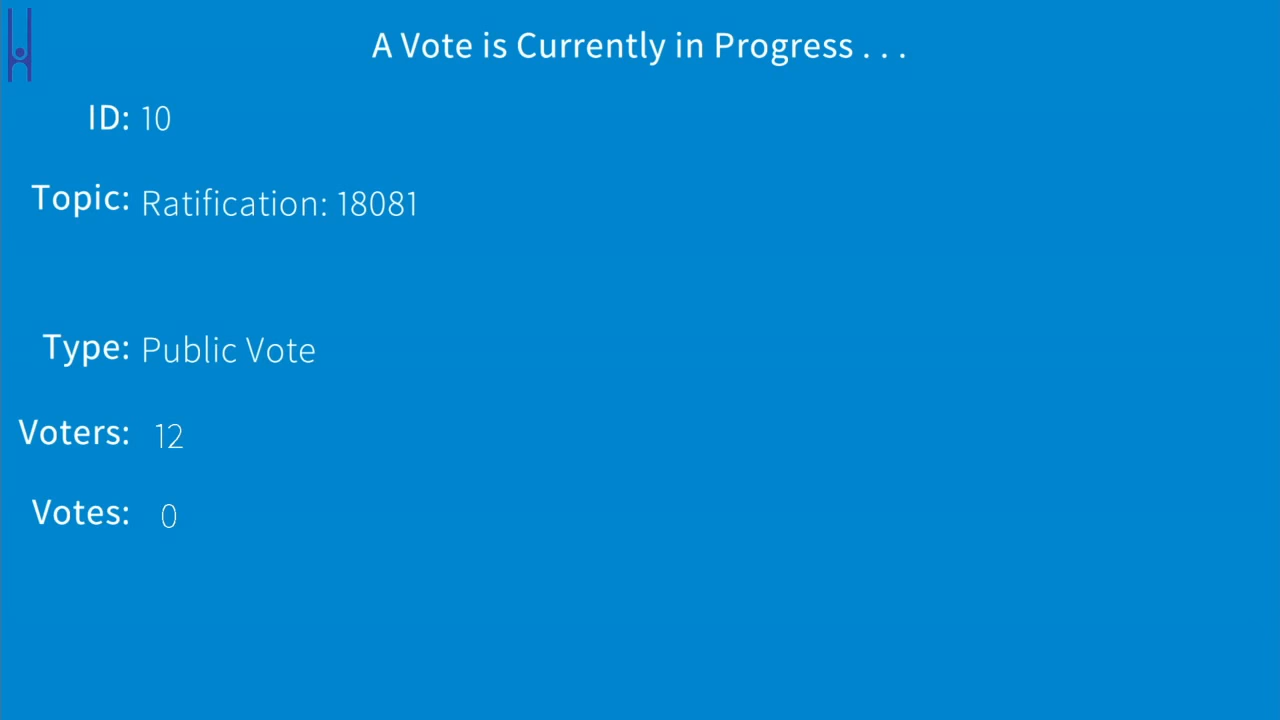 A Vote is Currently in Progress . . .
ID: 10
Topic: Ratification: 18081
Type: Public Vote
Voters: 12
Votes: 0